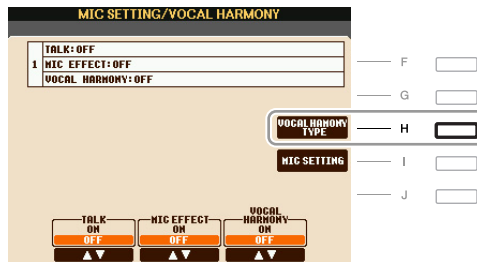 MIC SETTING/VOCAL HARMONY
TALK:OFF
1 MIC EFFECT:OFF
VOCAL HARMONY:OFF
F
G
VOCAL HAMONY
TYPE
H
MIC SETTING
I
J
TALK MIC EFFECT VOCAL HARMONY
ON ON ON
OFF OFF OFF